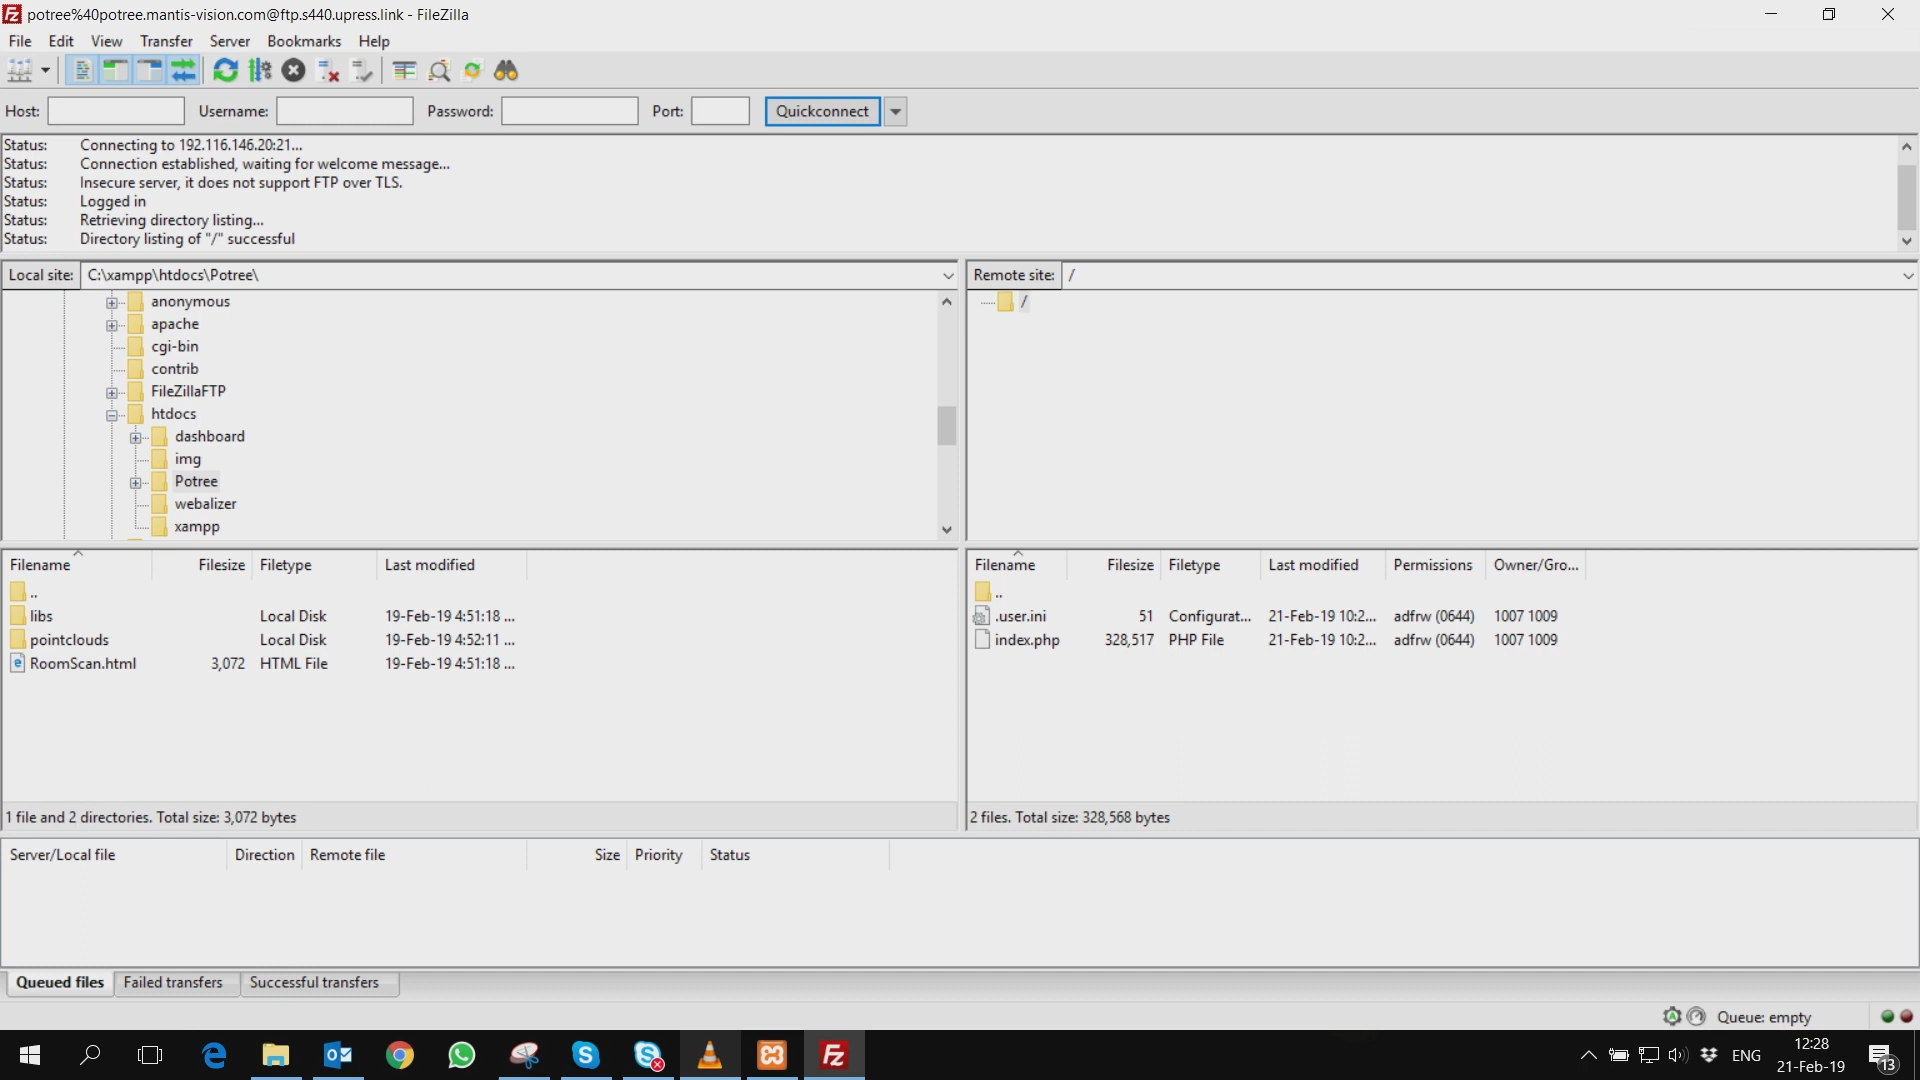 potree%40potree.mantis-vision.com@ftp.s440.upress.link - FileZilla
File Edit View Transfer Server Bookmarks Help
Host: Username: Password: Port: Quickconnect
Status: Connecting to 192.116.146.20:21...
Status: Connection established, waiting for welcome message...
Status: Insecure server, it does not support FTP over TLS.
Status: Logged in
Status: Retrieving directory listing...
Status: Directory listing of "/" successful
Local site: C:\xampp\htdocs\Potree\
anonymous
apache
cgi-bin
contrib
FileZillaFTP
htdocs
dashboard
img
Potree
webalizer
xampp
Remote site: /
/
Filename Filesize Filetype Last modified
..
libs Local Disk 19-Feb-19 4:51:18 ...
pointclouds Local Disk 19-Feb-19 4:52:11 ...
RoomScan.html 3,072 HTML File 19-Feb-19 4:51:18 ...
1 file and 2 directories. Total size: 3,072 bytes
Filename Filesize Filetype Last modified Permissions Owner/Gro...
..
.user.ini 51 Configurat... 21-Feb-19 10:2... adfrw (0644) 1007 1009
index.php 328,517 PHP File 21-Feb-19 10:2... adfrw (0644) 1007 1009
2 files. Total size: 328,568 bytes
Server/Local file Direction Remote file Size Priority Status
Queued files Failed transfers Successful transfers
Queue: empty
ENG
12:28
21-Feb-19
13